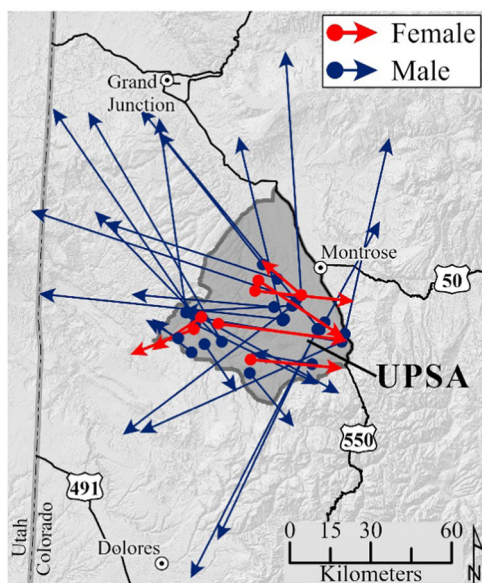 Female
Male
Grand
Junction
Montrose
50
UPSA
550
491
Utah
Colorado
Dolores
0 15 30 60
Kilometers
N